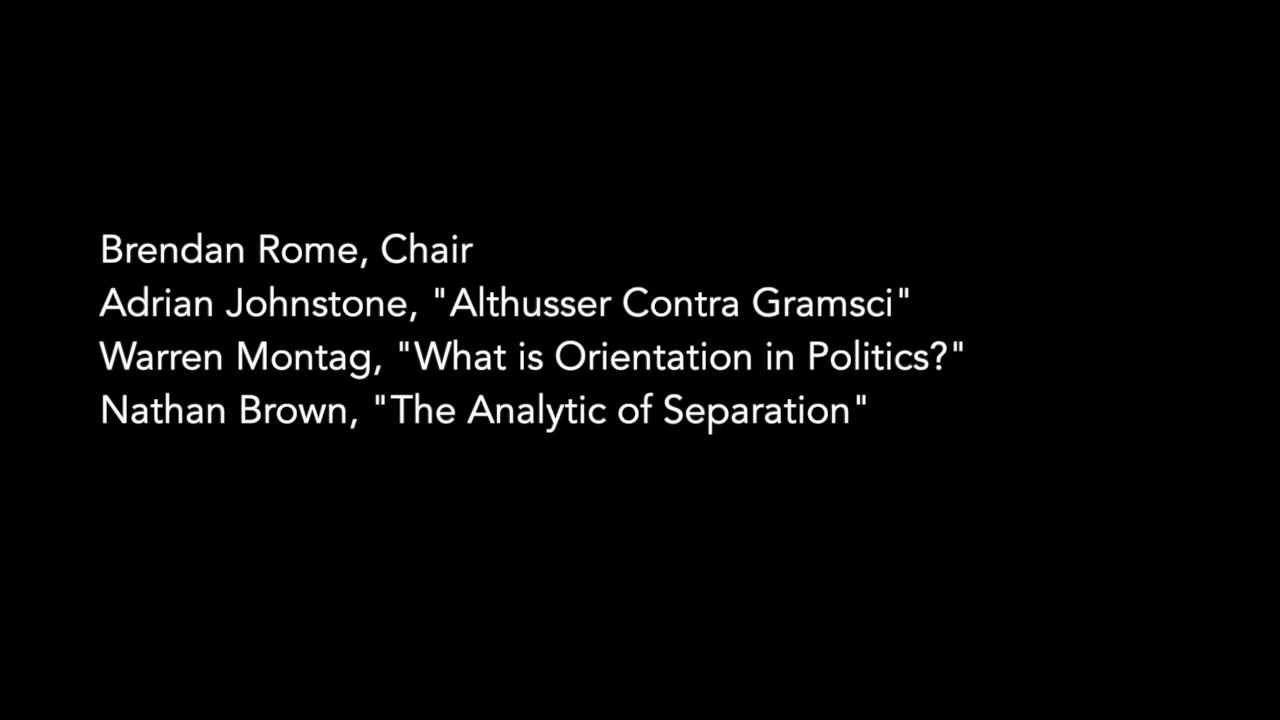 Brendan Rome, Chair
Adrian Johnstone, "Althusser Contra Gramsci"
Warren Montag, "What is Orientation in Politics?"
Nathan Brown, "The Analytic of Separation"